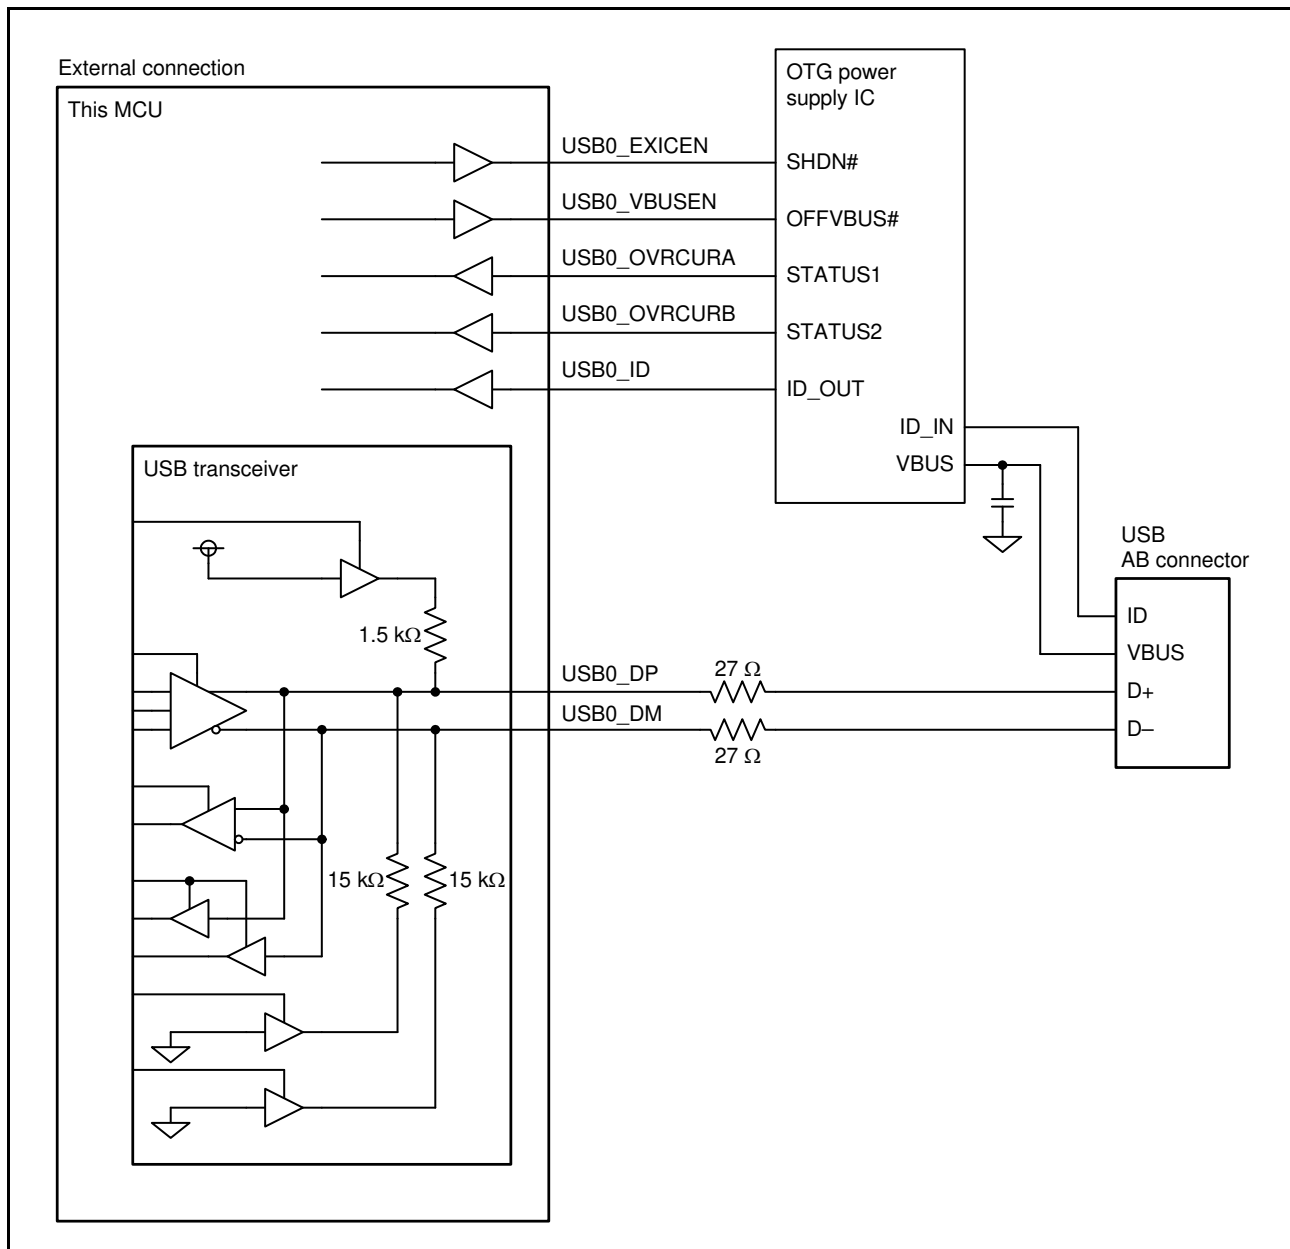 External connection
This MCU
OTG power
supply IC
USB0_EXICEN
SHDN#
USB0_VBUSEN
OFFVBUS#
USB0_OVRCURA
STATUS1
USB0_OVRCURB
STATUS2
USB0_ID
ID_OUT
ID_IN
VBUS
USB transceiver
USB
AB connector
ID
VBUS
1.5 kΩ
USB0_DP
27 Ω
D+
USB0_DM
27 Ω
D–
15 kΩ
15 kΩ